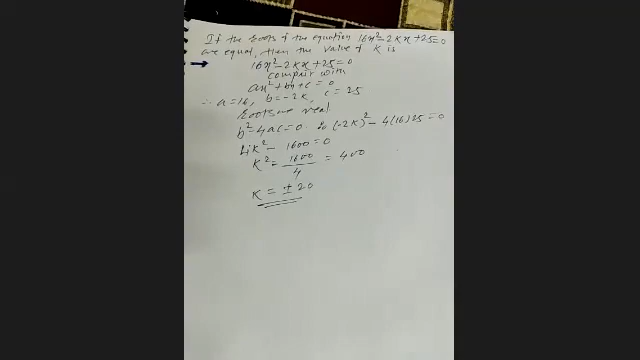 If the roots of the equation 16x² - 2Kx + 25 = 0
are equal, then the value of K is
→ 16x² - 2Kx + 25 = 0
compair with
ax² + bx + c = 0
∴ a = 16, b = -2K, c = 25
Roots are real
b² - 4ac = 0 so (-2K)² - 4(16)25 = 0
4K² - 1600 = 0
K² = 1600/4 = 400
K = ± 20